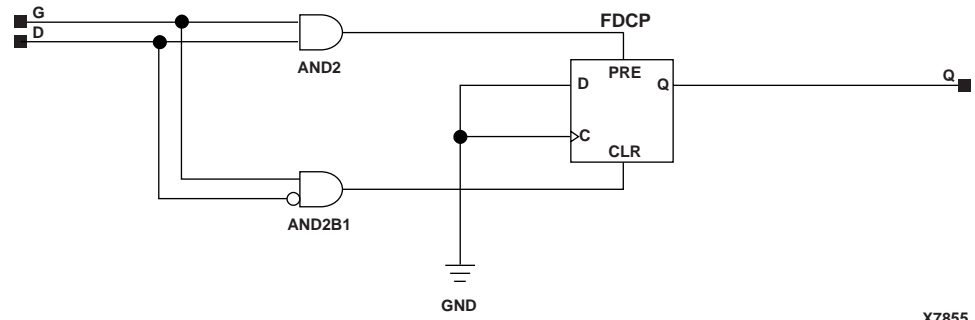 G
D
AND2
FDCP
PRE
D
Q
C
CLR
Q
AND2B1
GND
X7855